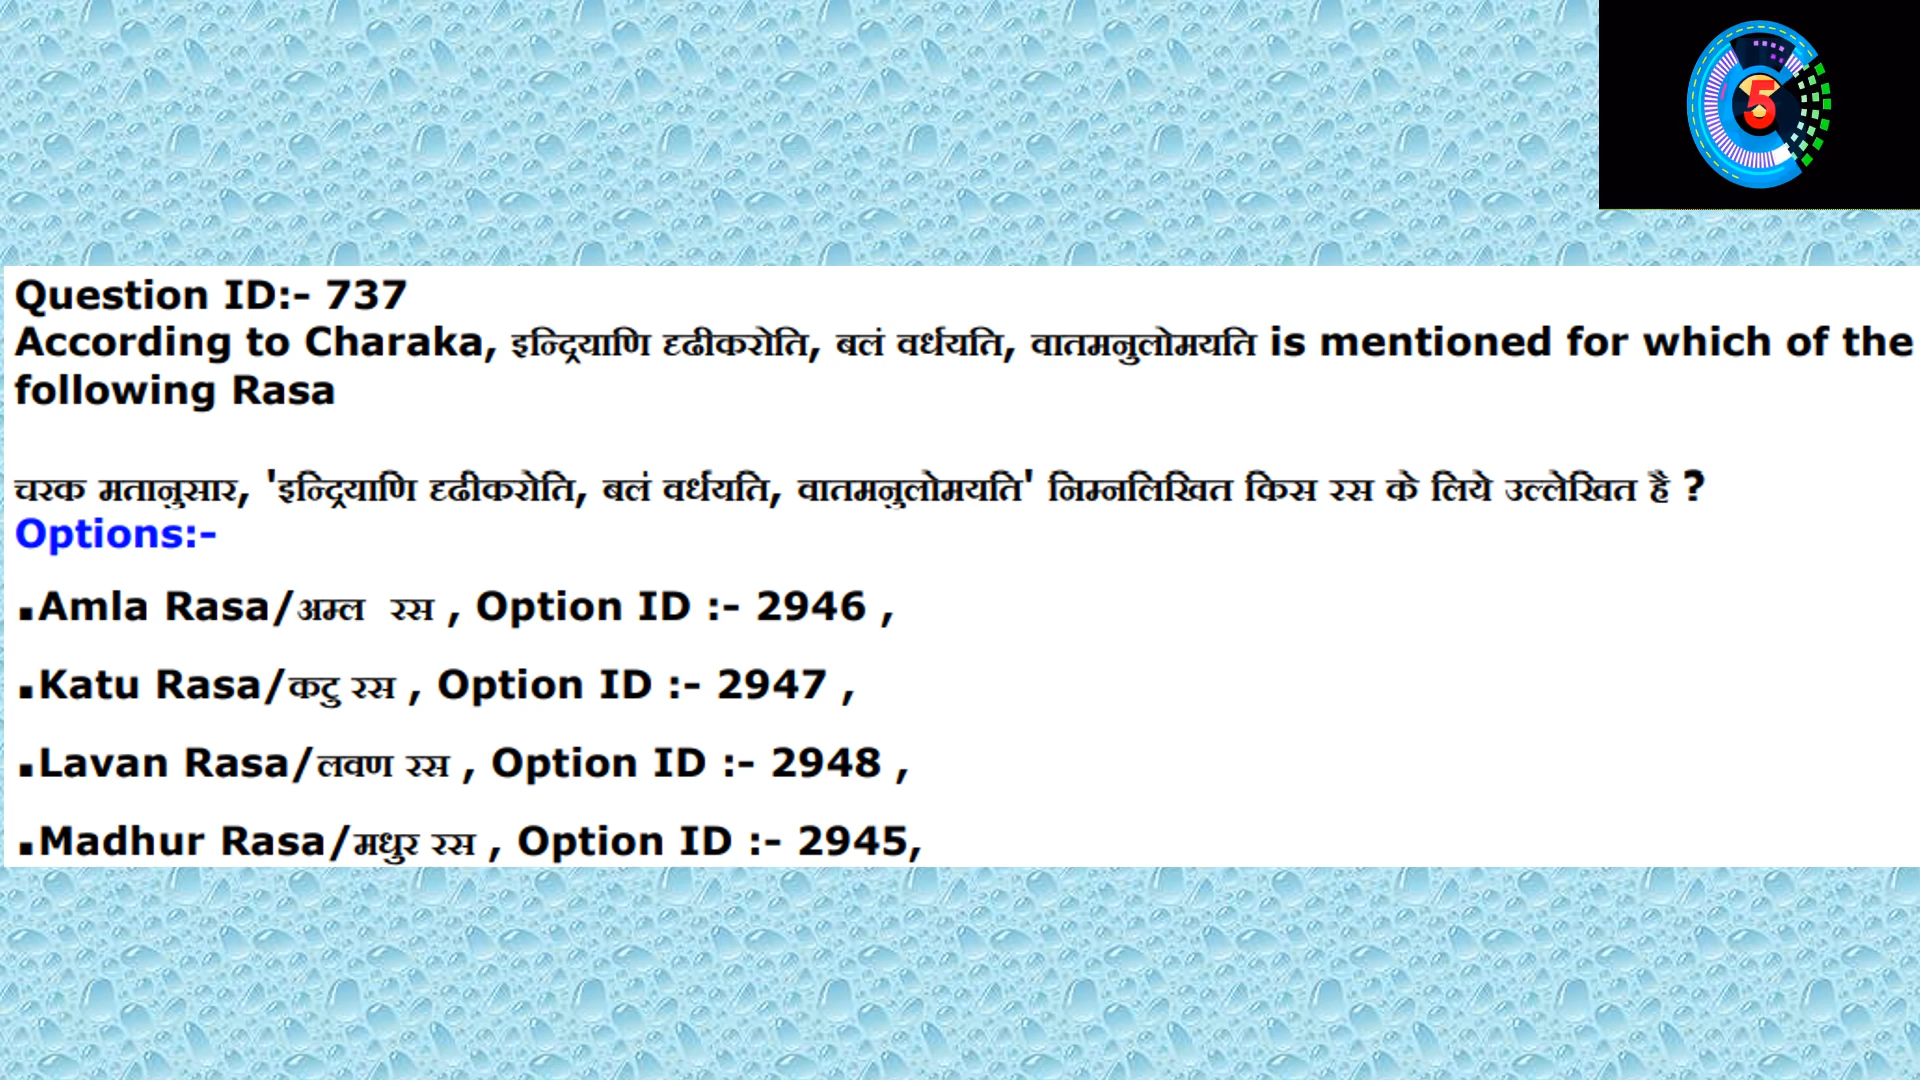 5
Question ID:- 737
According to Charaka, इन्द्रियाणि दृढीकरोति, बलं वर्धयति, वातमनुलोमयति is mentioned for which of the
following Rasa
चरक मतानुसार, 'इन्द्रियाणि दृढीकरोति, बलं वर्धयति, वातमनुलोमयति' निम्नलिखित किस रस के लिये उल्लेखित है ?
Options:-
▪Amla Rasa/अम्ल रस , Option ID :- 2946 ,
▪Katu Rasa/कटु रस , Option ID :- 2947 ,
▪Lavan Rasa/लवण रस , Option ID :- 2948 ,
▪Madhur Rasa/मधुर रस , Option ID :- 2945,